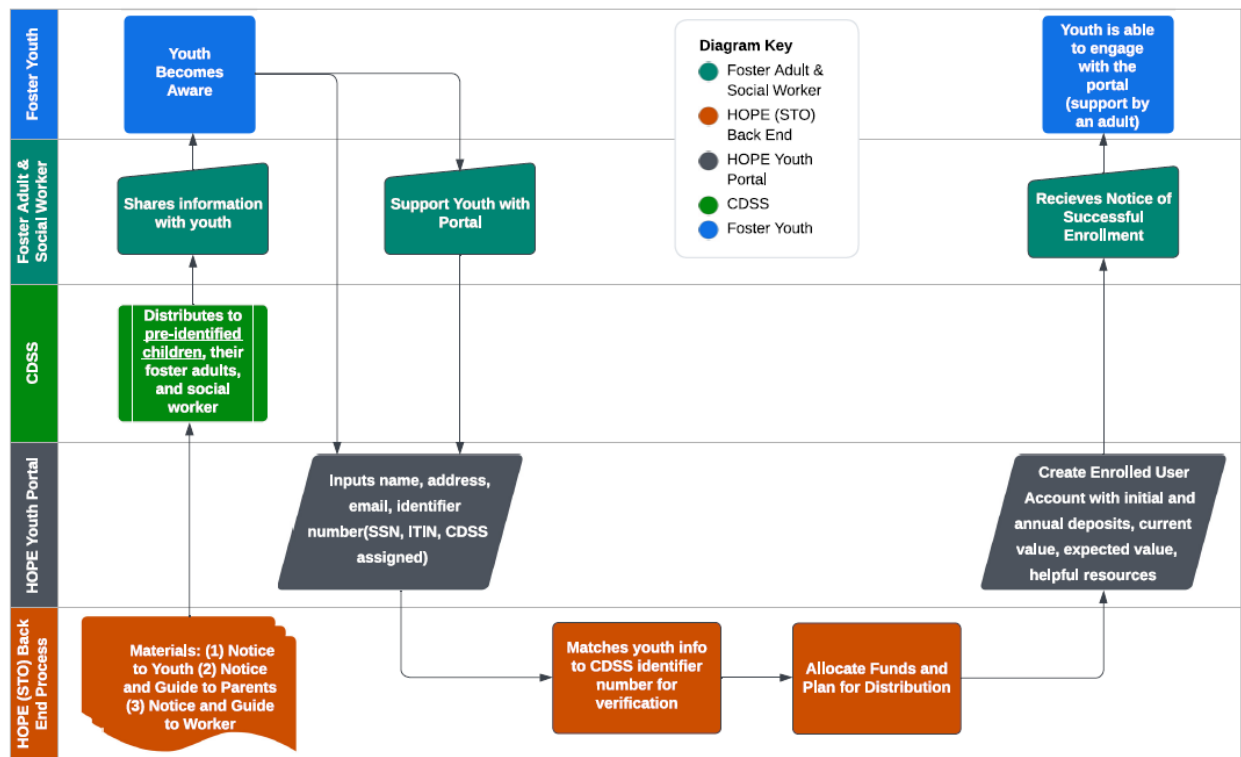 Foster Youth
Youth
Becomes
Aware
Diagram Key
Foster Adult &
Social Worker
HOPE (STO)
Back End
HOPE Youth
Portal
CDSS
Foster Youth
Youth is able
to engage
with the
portal
(support by
an adult)
Foster Adult &
Social Worker
Shares information
with youth
Support Youth with
Portal
Recieves Notice of
Successful
Enrollment
CDSS
Distributes to
pre-identified
children, their
foster adults,
and social
worker
HOPE Youth Portal
Inputs name, address,
email, identifier
number(SSN, ITIN, CDSS
assigned)
Create Enrolled User
Account with initial and
annual deposits, current
value, expected value,
helpful resources
HOPE (STO) Back
End Process
Materials: (1) Notice
to Youth (2) Notice
and Guide to Parents
(3) Notice and Guide
to Worker
Matches youth info
to CDSS identifier
number for
verification
Allocate Funds and
Plan for Distribution